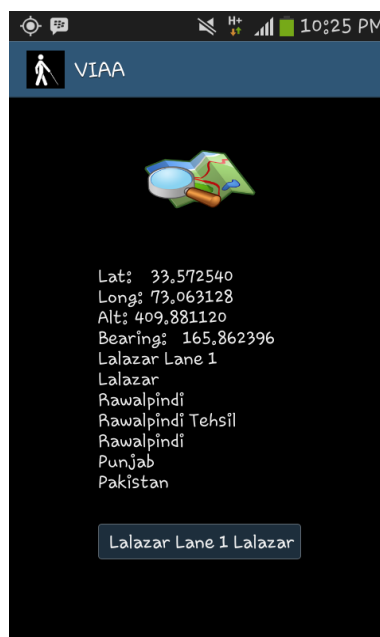 H+ 10:25 PM
VIAA
Lat: 33.572540
Long: 73.063128
Alt: 409.881120
Bearing: 165.862396
Lalazar Lane 1
Lalazar
Rawalpindi
Rawalpindi Tehsil
Rawalpindi
Punjab
Pakistan
Lalazar Lane 1 Lalazar